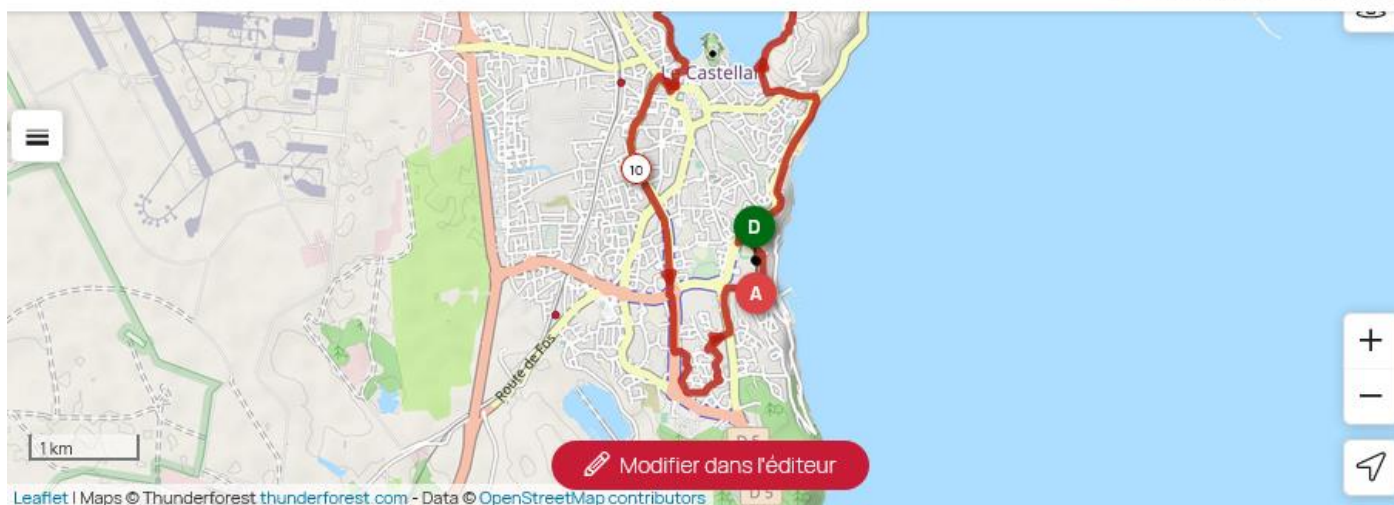 Le Castellan
10
D
A
Route de Fos
1 km
D 5
Modifier dans l'éditeur
D 5
+
−
Leaflet | Maps © Thunderforest thunderforest.com - Data © OpenStreetMap contributors